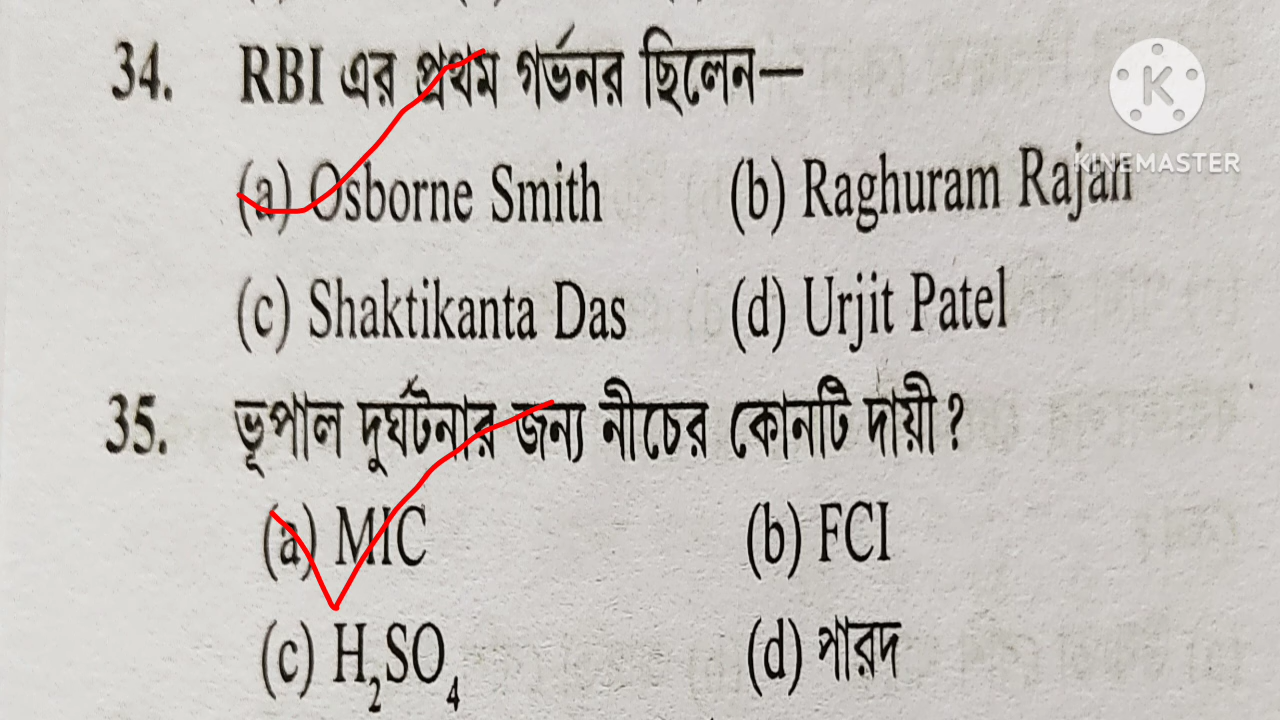 34. RBI এর প্রথম গর্ভনর ছিলেন—
(a) Osborne Smith (b) Raghuram Rajan
(c) Shaktikanta Das (d) Urjit Patel
35. ভূপাল দুর্ঘটনার জন্য নীচের কোনটি দায়ী ?
(a) MIC (b) FCI
(c) H₂SO₄ (d) পারদ
K
KINEMASTER